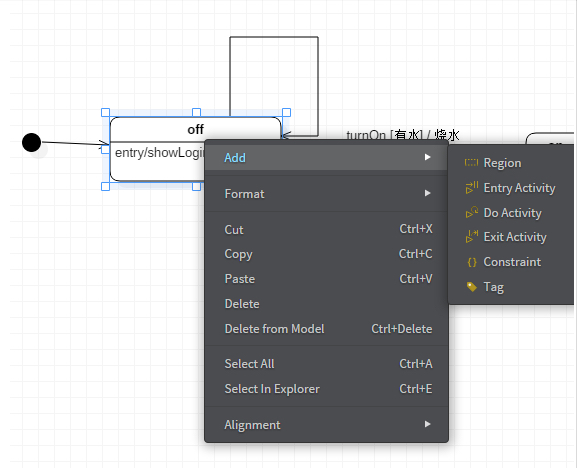 off
entry/showLogin
turnOn [有水] / 烧水
Add
Format
Cut Ctrl+X
Copy Ctrl+C
Paste Ctrl+V
Delete
Delete from Model Ctrl+Delete
Select All Ctrl+A
Select In Explorer Ctrl+E
Alignment
Region
Entry Activity
Do Activity
Exit Activity
Constraint
Tag